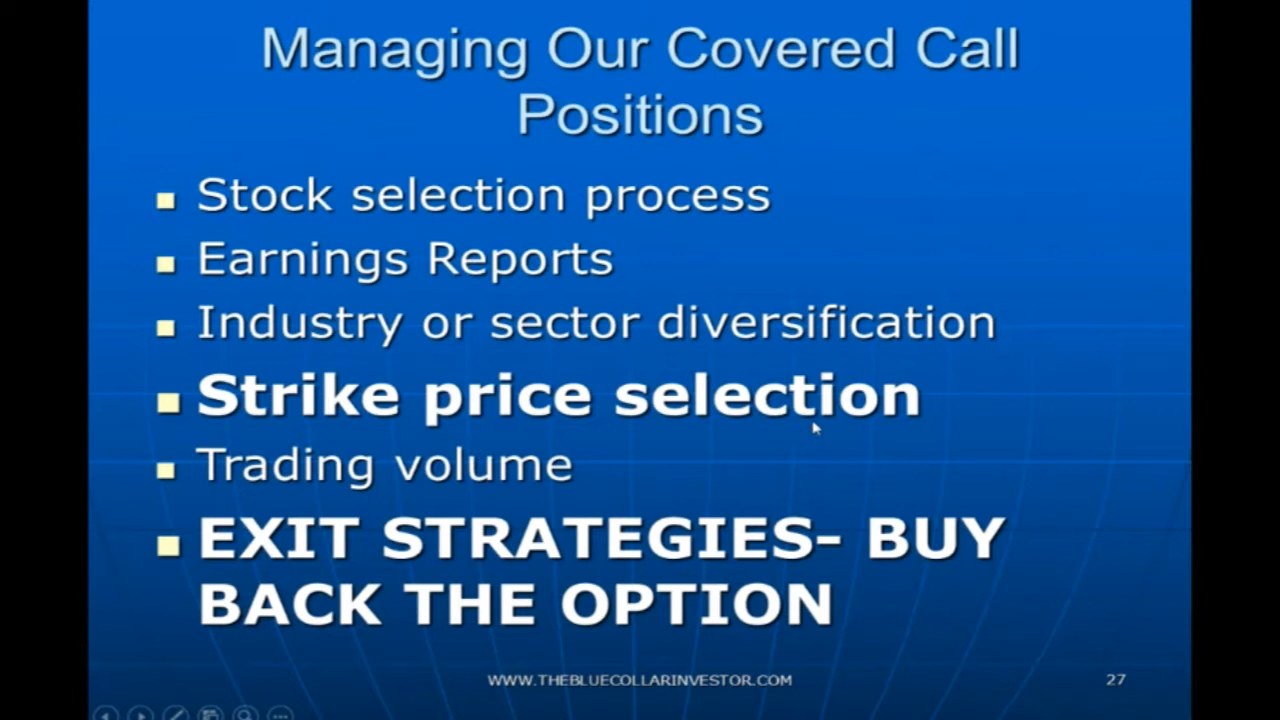 Managing Our Covered Call
Positions
Stock selection process
Earnings Reports
Industry or sector diversification
Strike price selection
Trading volume
EXIT STRATEGIES- BUY
BACK THE OPTION
WWW.THEBLUECOLLARINVESTOR.COM
27